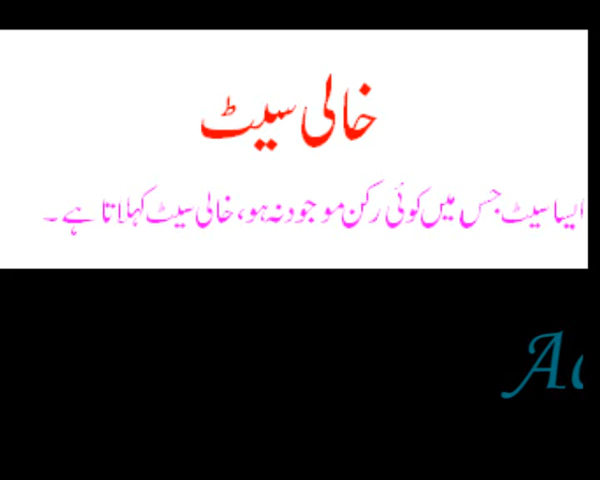 خالی سیٹ
ایسا سیٹ جس میں کوئی رکن موجود نہ ہو، خالی سیٹ کہلاتا ہے۔
A